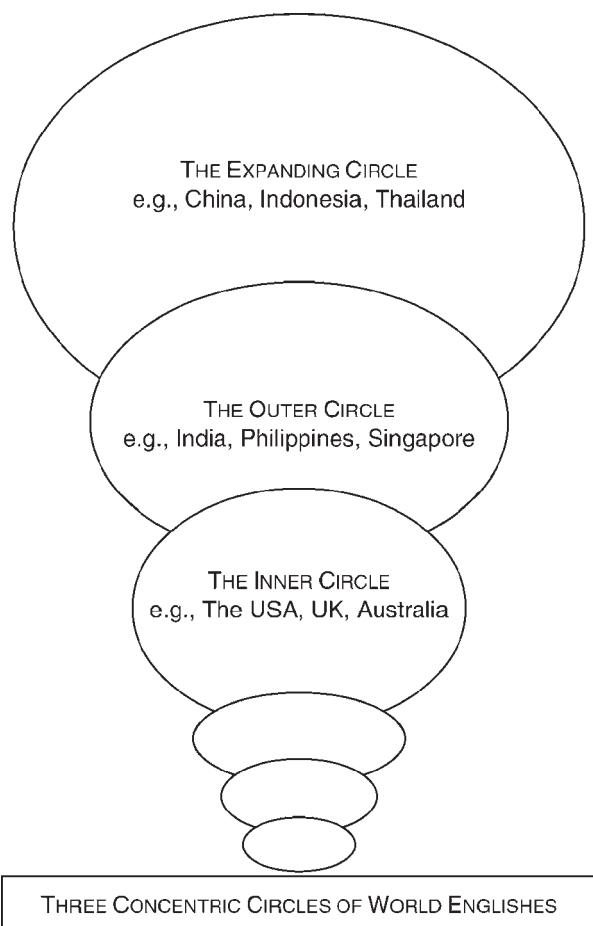 THE EXPANDING CIRCLE
e.g., China, Indonesia, Thailand
THE OUTER CIRCLE
e.g., India, Philippines, Singapore
THE INNER CIRCLE
e.g., The USA, UK, Australia
THREE CONCENTRIC CIRCLES OF WORLD ENGLISHES